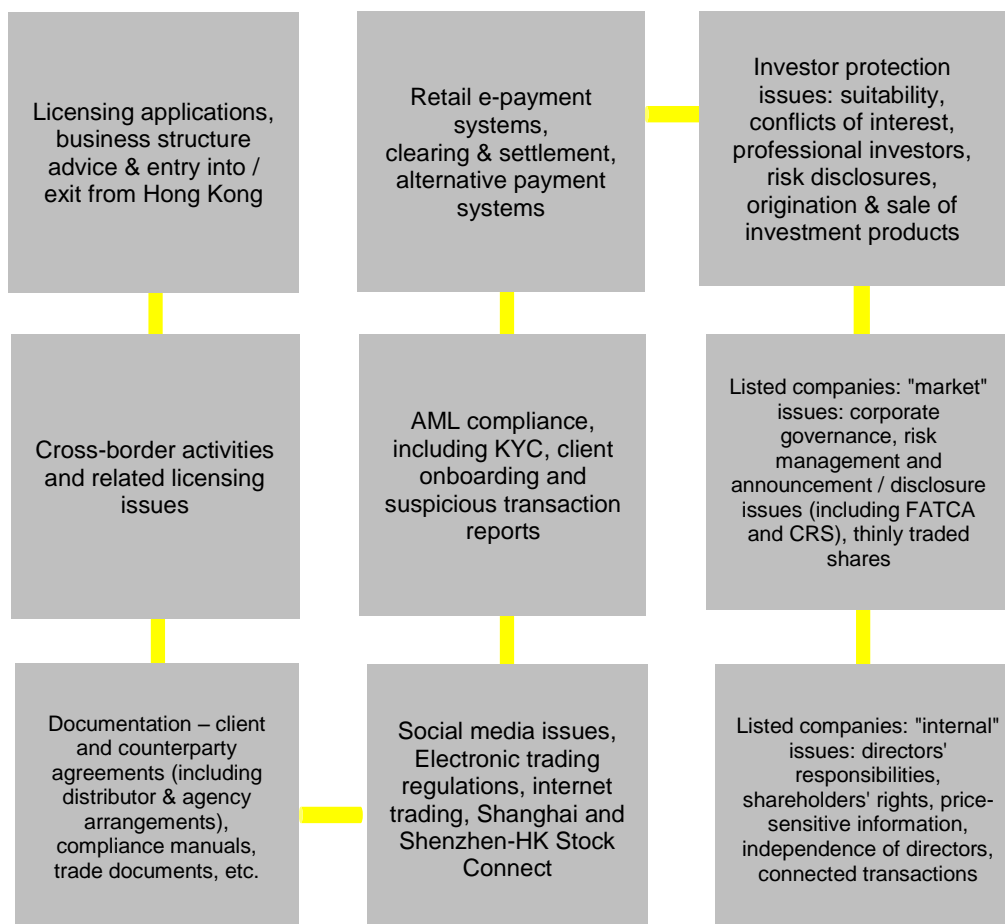 Licensing applications,
business structure
advice & entry into /
exit from Hong Kong
Cross-border activities
and related licensing
issues
Documentation – client
and counterparty
agreements (including
distributor & agency
arrangements),
compliance manuals,
trade documents, etc.
Social media issues,
Electronic trading
regulations, internet
trading, Shanghai and
Shenzhen-HK Stock
Connect
AML compliance,
including KYC, client
onboarding and
suspicious transaction
reports
Retail e-payment
systems,
clearing & settlement,
alternative payment
systems
Investor protection
issues: suitability,
conflicts of interest,
professional investors,
risk disclosures,
origination & sale of
investment products
Listed companies: "market"
issues: corporate
governance, risk
management and
announcement / disclosure
issues (including FATCA
and CRS), thinly traded
shares
Listed companies: "internal"
issues: directors'
responsibilities,
shareholders' rights, price-
sensitive information,
independence of directors,
connected transactions